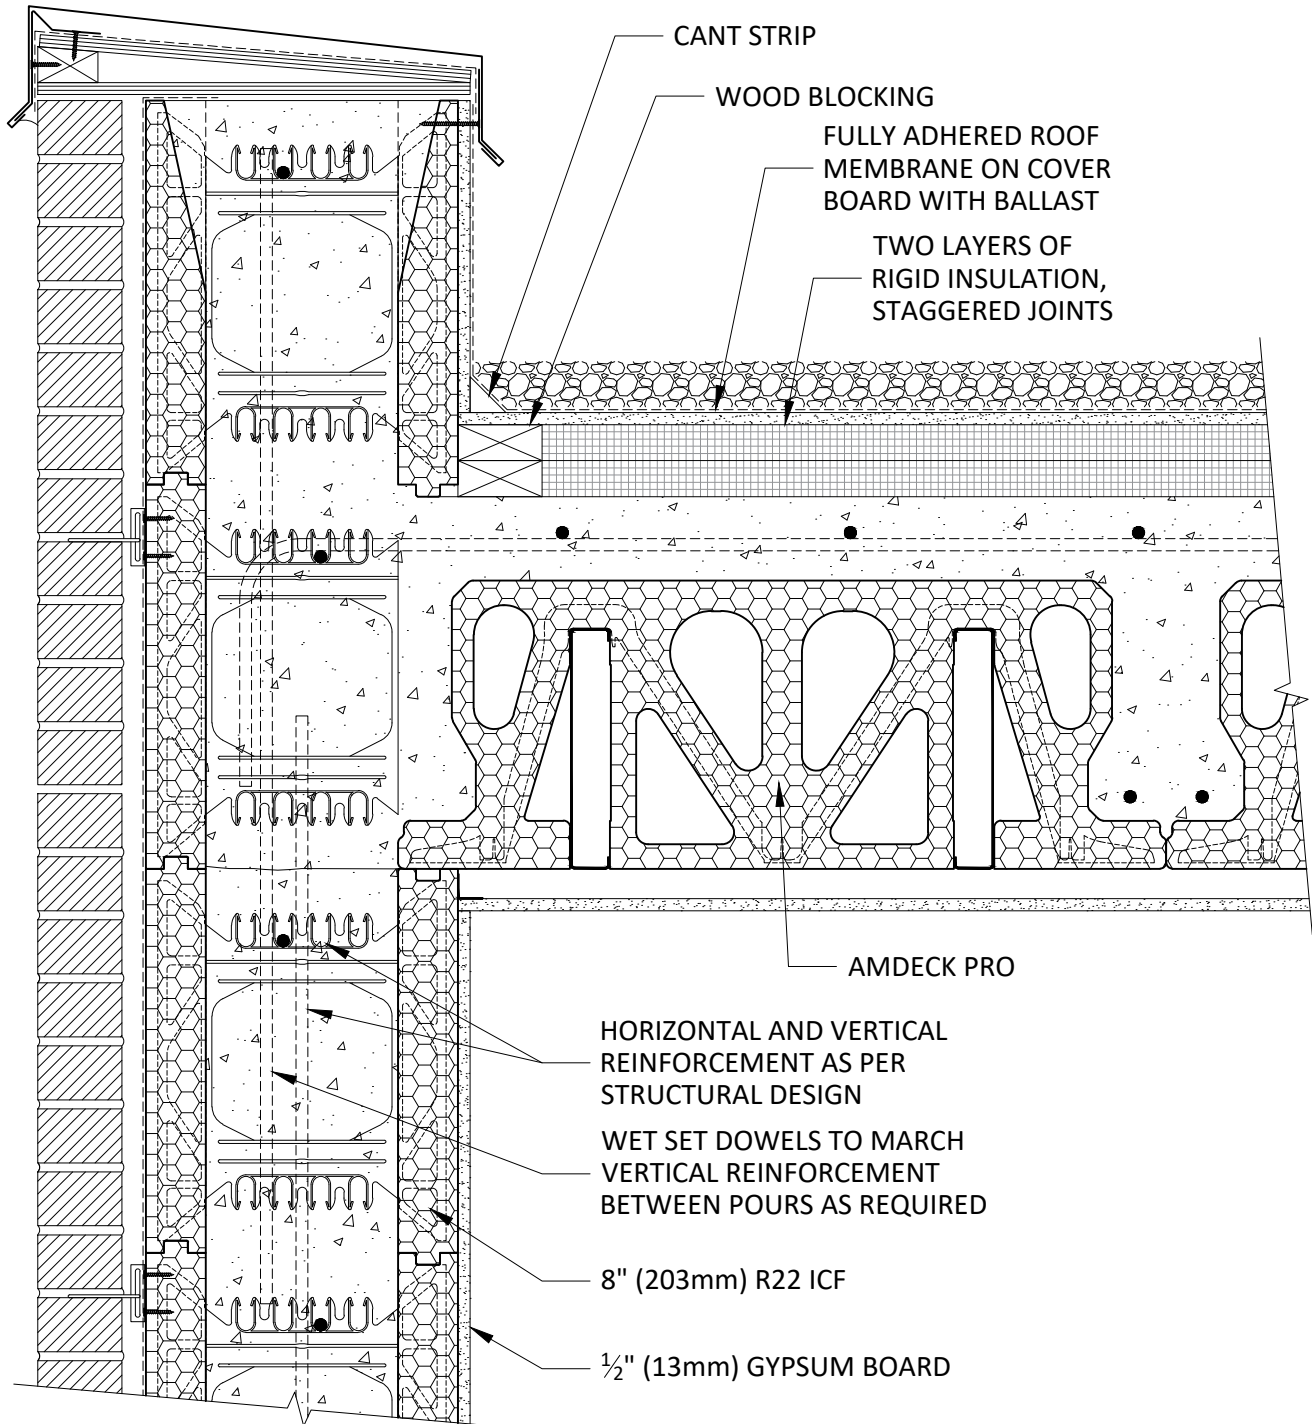 CANT STRIP
WOOD BLOCKING
FULLY ADHERED ROOF
MEMBRANE ON COVER
BOARD WITH BALLAST
TWO LAYERS OF
RIGID INSULATION,
STAGGERED JOINTS
AMDECK PRO
HORIZONTAL AND VERTICAL
REINFORCEMENT AS PER
STRUCTURAL DESIGN
WET SET DOWELS TO MARCH
VERTICAL REINFORCEMENT
BETWEEN POURS AS REQUIRED
8" (203mm) R22 ICF
½" (13mm) GYPSUM BOARD